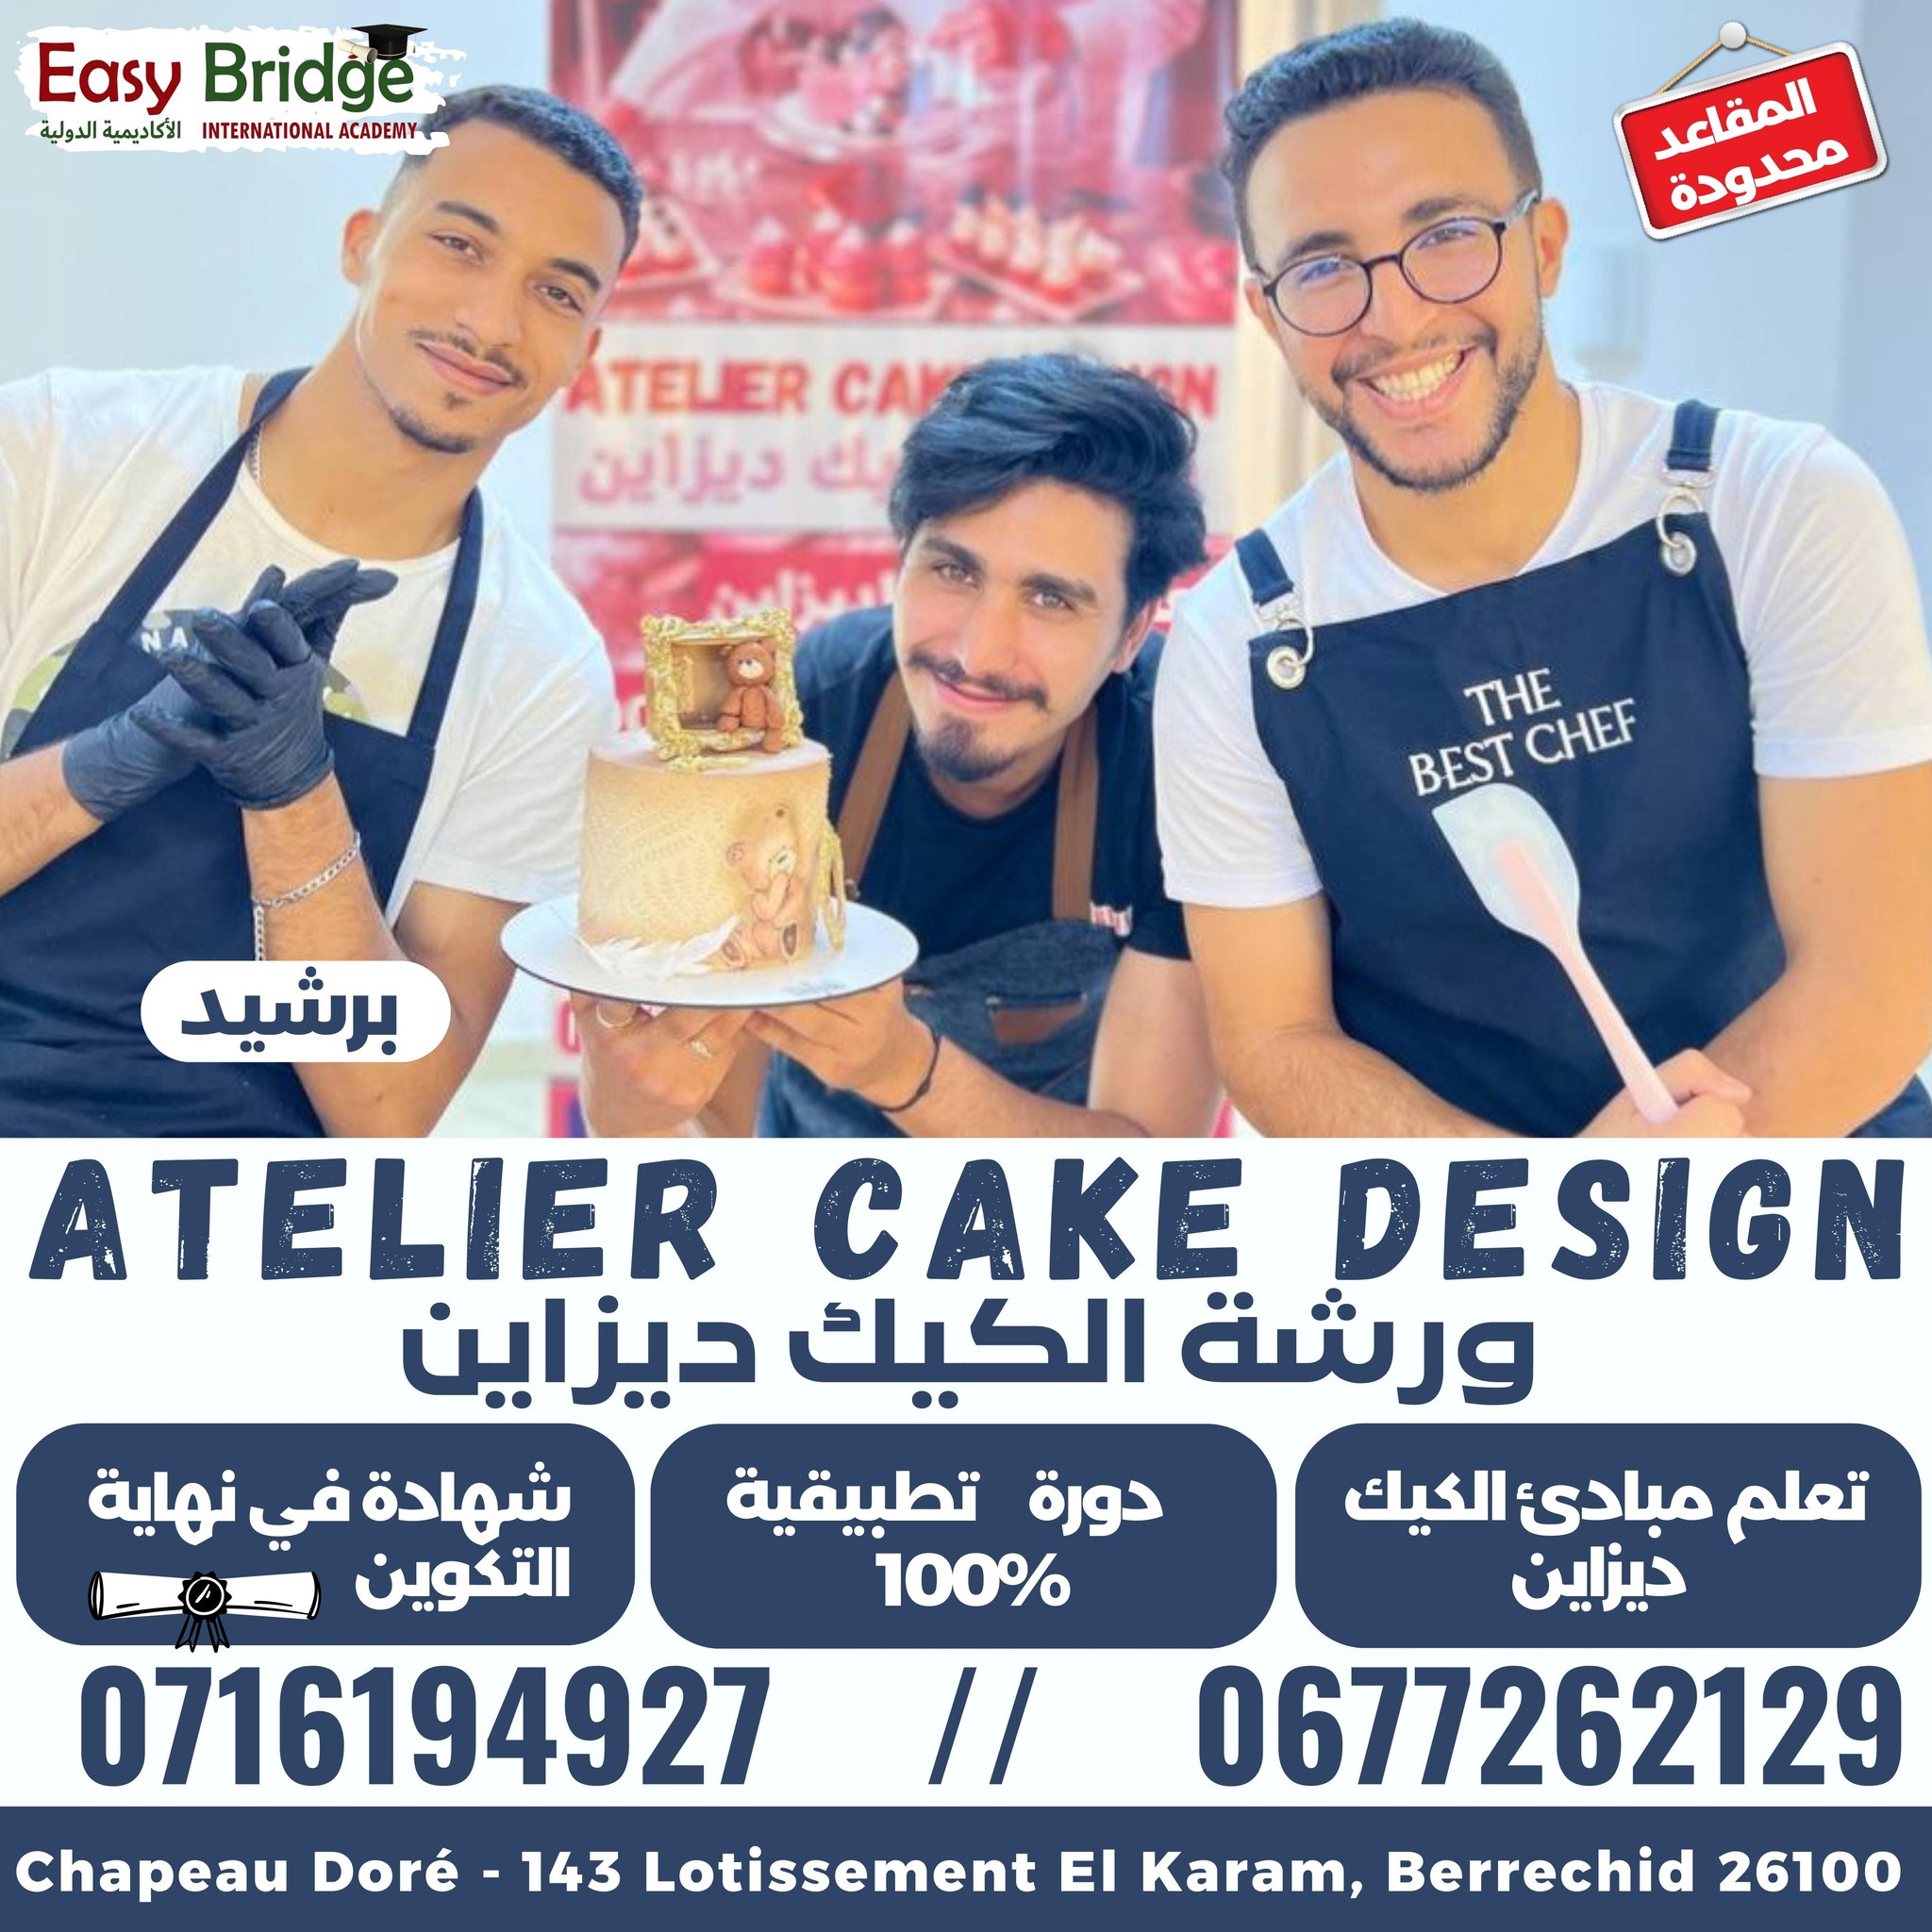 Easy Bridge
الأكاديمية الدولية INTERNATIONAL ACADEMY
المقاعد
محدودة
ديزاين
THE
BEST CHEF
برشيد
ATELIER CAKE DESIGN
ورشة الكيك ديزاين
تعلم مبادئ الكيك
ديزاين
دورة تطبيقية
100%
شهادة في نهاية
التكوين
0716194927 // 0677262129
Chapeau Doré - 143 Lotissement El Karam, Berrechid 26100